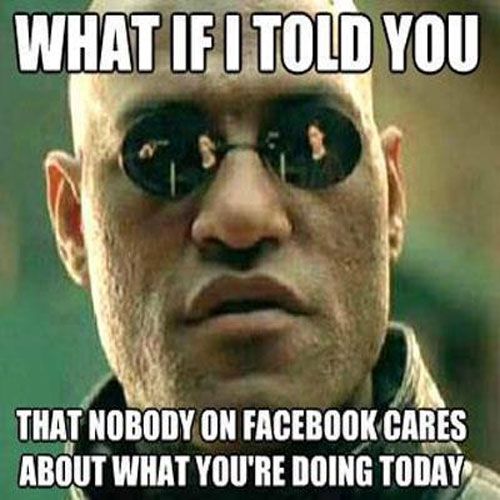 WHAT IF I TOLD YOU
THAT NOBODY ON FACEBOOK CARES
ABOUT WHAT YOU'RE DOING TODAY